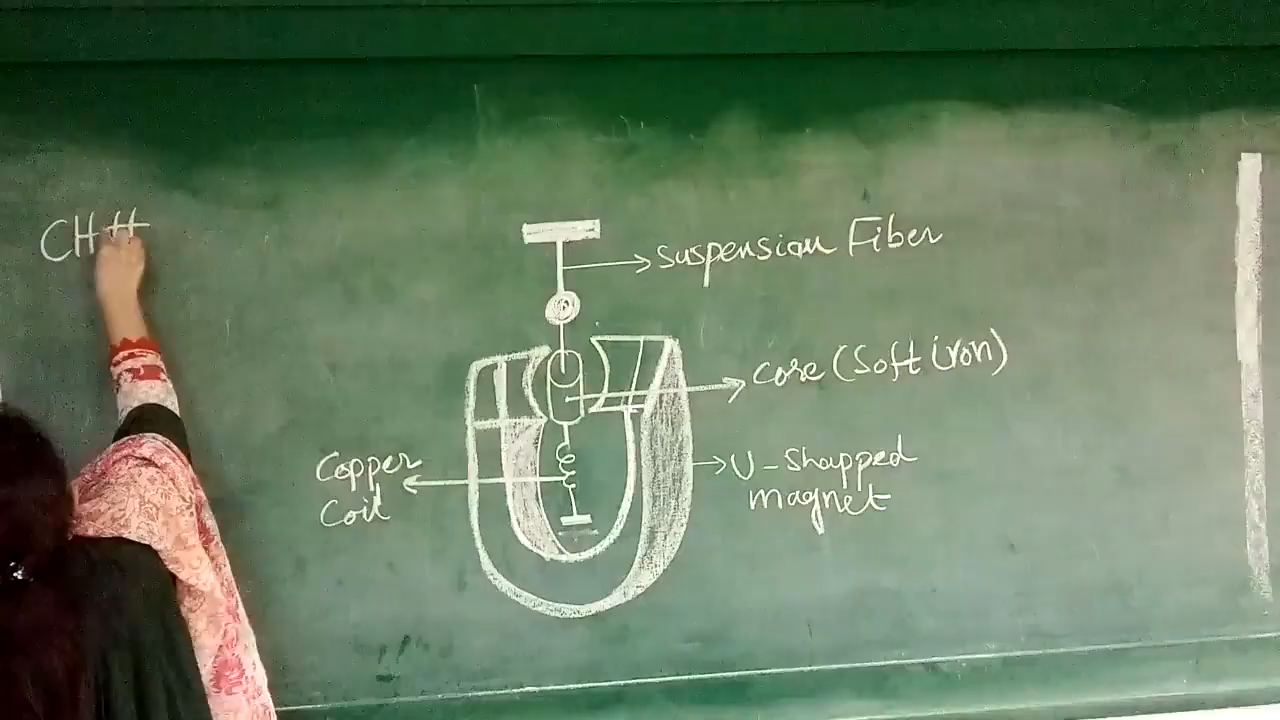 CH
Suspension Fiber
Core (Soft iron)
Copper
Coil
U-Shapped
magnet